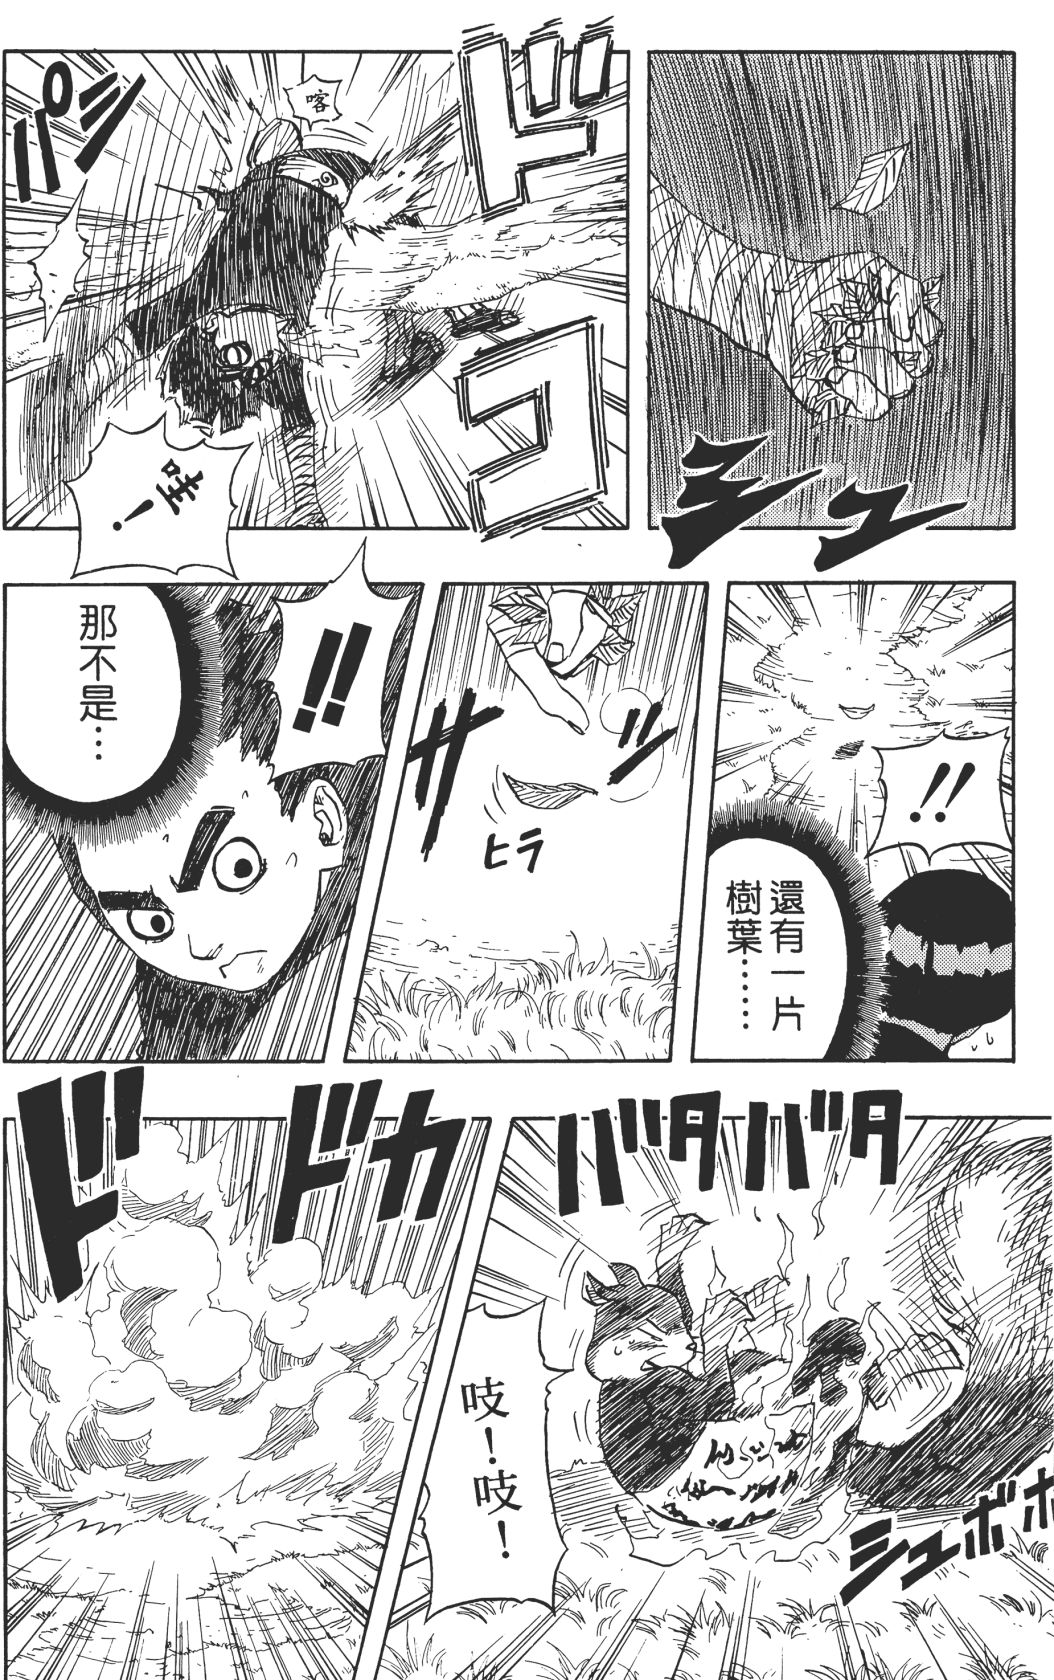 シュ
ドゴ
喀
パシ
哇！
!!
還有一片
樹葉……
ザッ
ヒラ
!!
那不是…
バタバタ
吱！吱！
シュボボ
ドドカ